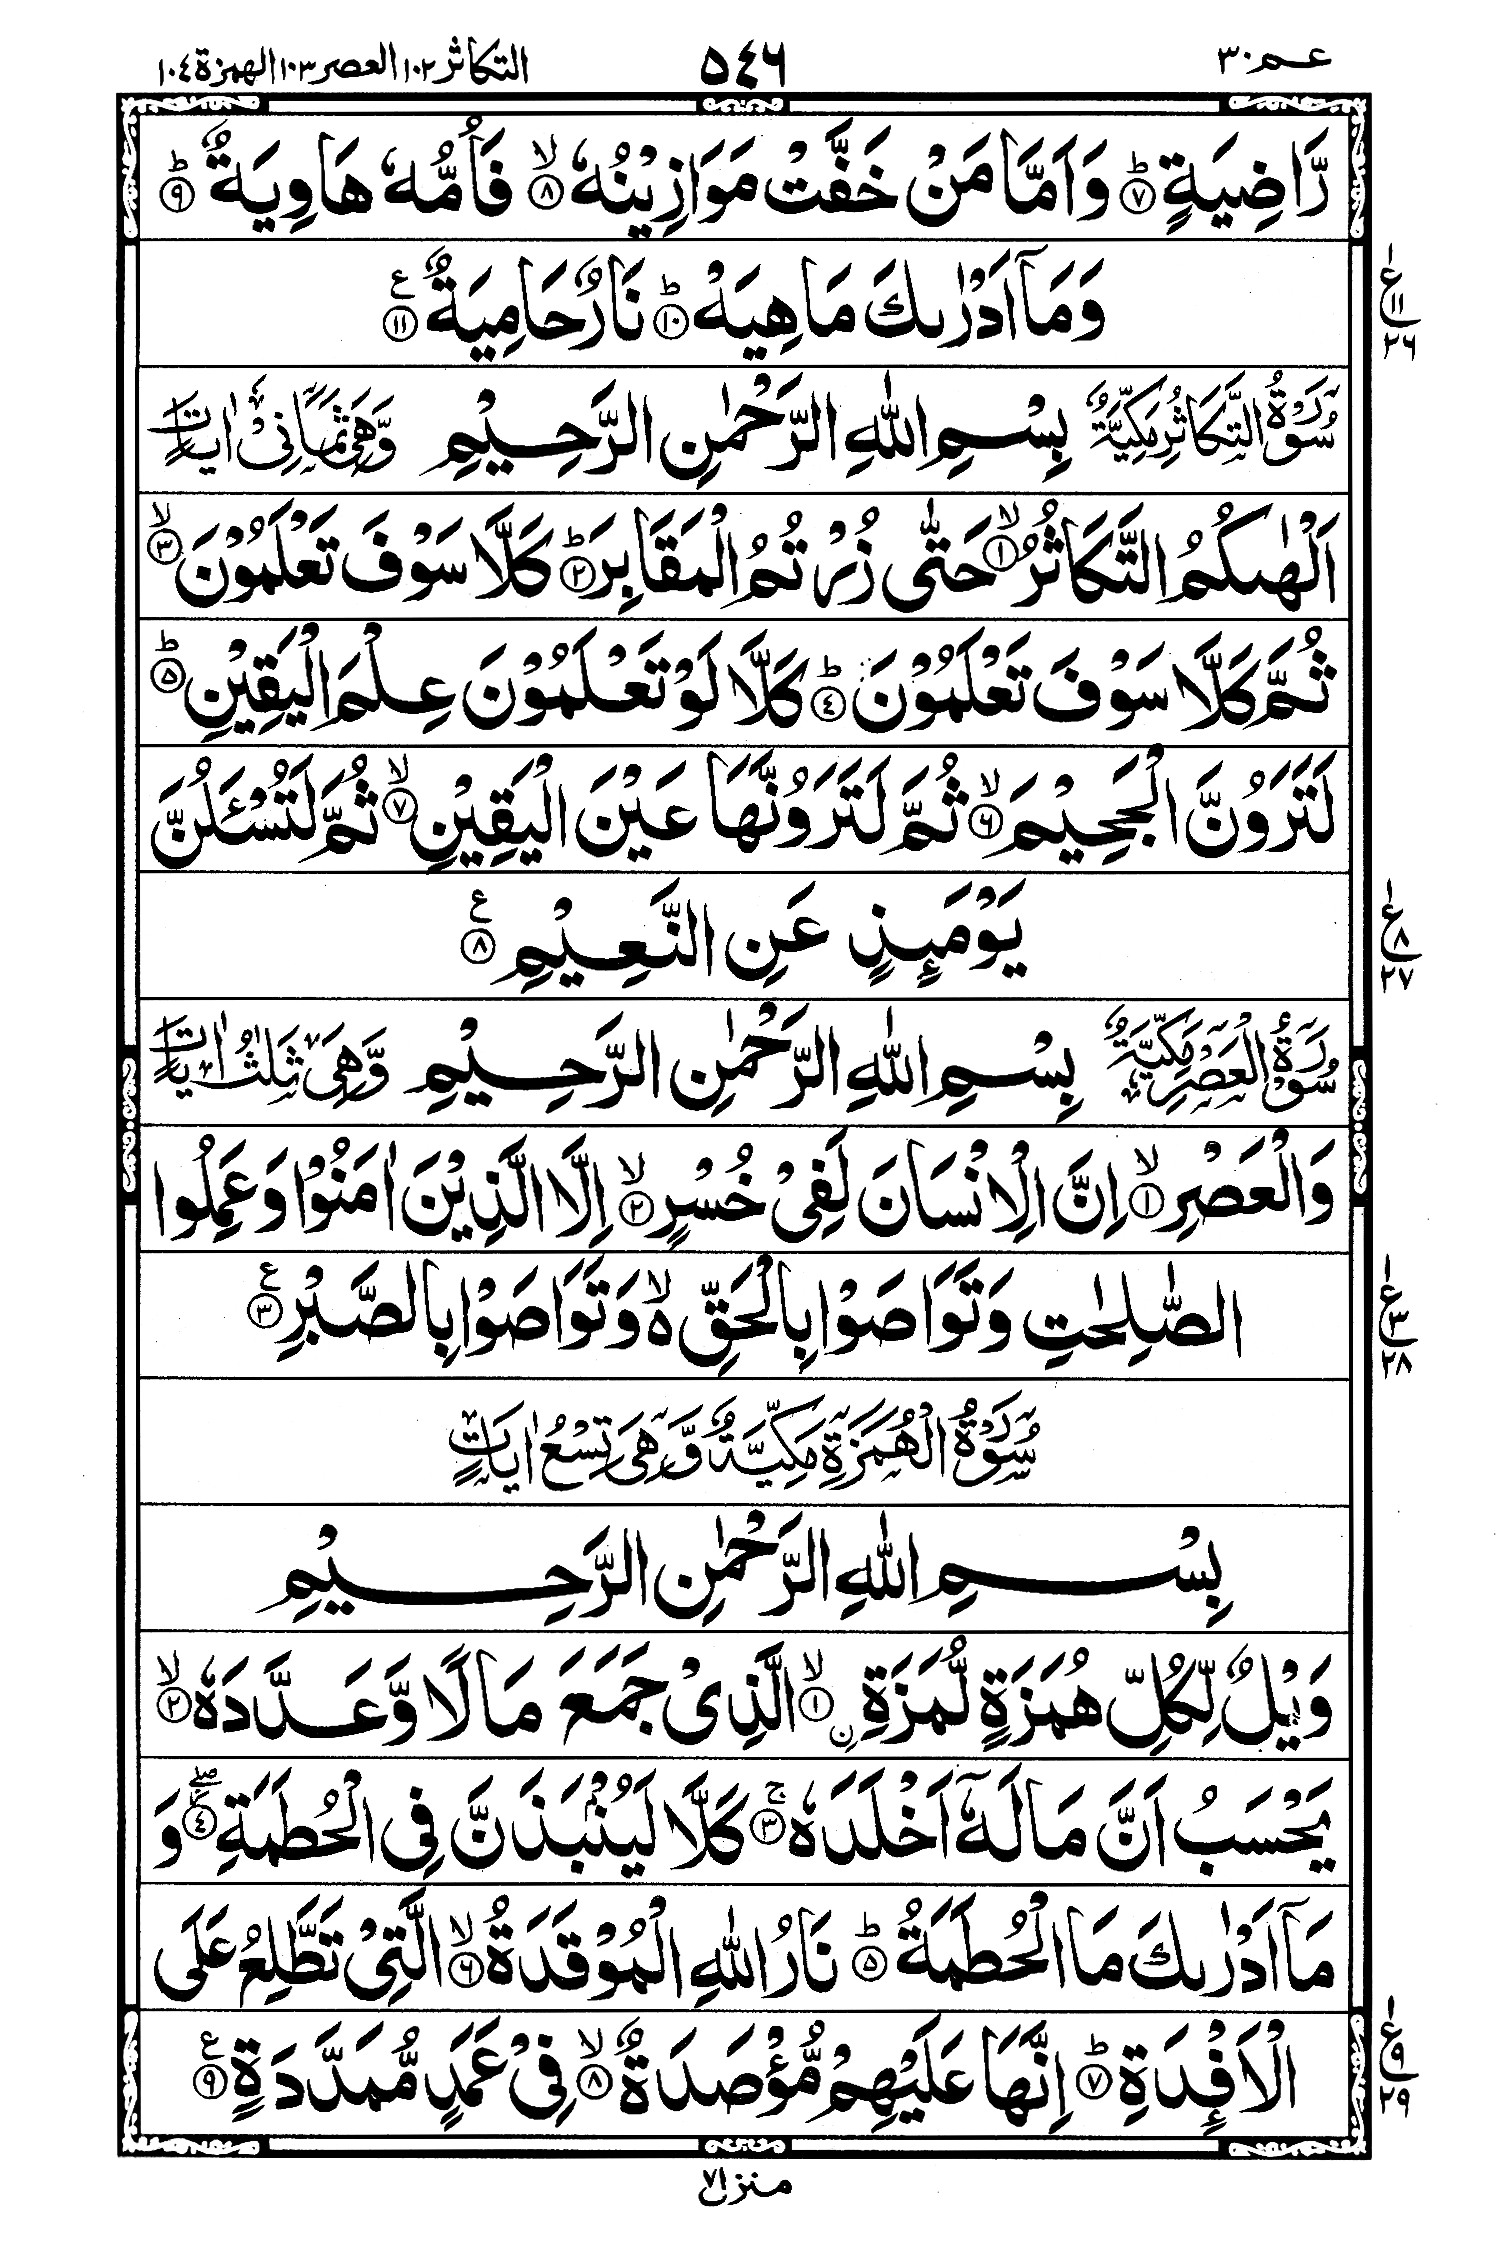 عـم ٣٠
٥٤٦
التكاثر ١٠٢ العصر ١٠٣ الهمزة ١٠٤
رَّاضِيَةٍ ؕ‏ ﴿٧﴾ وَاَمَّا مَنْ خَفَّتْ مَوَازِيْنُهٗ ۙ‏ ﴿٨﴾ فَاُمُّهٗ هَاوِيَةٌ ؕ‏ ﴿٩﴾
وَمَاۤ اَدْرٰٮكَ مَا هِيَهْ ؕ‏ ﴿١٠﴾ نَارٌ حَامِيَةٌ ﴿١١﴾ ع
ع ١١ ٢٦
سُوْرَةُ التَّكَاثُرِ مَكِّيَّةٌ بِسْمِ اللّٰهِ الرَّحْمٰنِ الرَّحِيْمِ وَّهِيَ ثَمَانِيْ اٰيَاتٍ
اَلْهٰٮكُمُ التَّكَاثُرُ ۙ‏ ﴿١﴾ حَتّٰى زُرْتُمُ الْمَقَابِرَ ؕ‏ ﴿٢﴾ كَلَّا سَوْفَ تَعْلَمُوْنَ ۙ‏ ﴿٣﴾
ثُمَّ كَلَّا سَوْفَ تَعْلَمُوْنَ ؕ‏ ﴿٤﴾ كَلَّا لَوْ تَعْلَمُوْنَ عِلْمَ الْيَقِيْنِ ؕ‏ ﴿٥﴾
لَتَرَوُنَّ الْجَحِيْمَ ۙ‏ ﴿٦﴾ ثُمَّ لَتَرَوُنَّهَا عَيْنَ الْيَقِيْنِ ۙ‏ ﴿٧﴾ ثُمَّ لَتُسْـَٔلُنَّ
يَوْمَٮِٕذٍ عَنِ النَّعِيْمِ ﴿٨﴾ ع
ع ٨ ٢٧
سُوْرَةُ الْعَصْرِ مَكِّيَّةٌ بِسْمِ اللّٰهِ الرَّحْمٰنِ الرَّحِيْمِ وَّهِيَ ثَلٰثُ اٰيَاتٍ
وَالْعَصْرِ ۙ‏ ﴿١﴾ اِنَّ الْاِنْسَانَ لَفِىْ خُسْرٍ ۙ‏ ﴿٢﴾ اِلَّا الَّذِيْنَ اٰمَنُوْا وَ عَمِلُوا
الصّٰلِحٰتِ وَتَوَاصَوْا بِالْحَقِّ ۙ وَتَوَاصَوْا بِالصَّبْرِ ﴿٣﴾ ع
ع ٣ ٢٨
سُوْرَةُ الْهُمَزَةِ مَكِّيَّةٌ وَّهِيَ تِسْعُ اٰيَاتٍ
بِسْمِ اللّٰهِ الرَّحْمٰنِ الرَّحِيْمِ
وَيْلٌ لِّكُلِّ هُمَزَةٍ لُّمَزَةِ ۙ‏ ﴿١﴾ ن الَّذِىْ جَمَعَ مَالًا وَّعَدَّدَهٗ ۙ‏ ﴿٢﴾
يَحْسَبُ اَنَّ مَالَهٗۤ اَخْلَدَهٗ ۚ‏ ﴿٣﴾ كَلَّا لَيُنْۢبَذَنَّ فِى الْحُطَمَةِ ۖ‏ ﴿٤﴾ وَ
مَاۤ اَدْرٰٮكَ مَا الْحُطَمَةُ ؕ‏ ﴿٥﴾ نَارُ اللّٰهِ الْمُوْقَدَةُ ۙ‏ ﴿٦﴾ الَّتِىْ تَطَّلِعُ عَلَى
الْاَفْـِٕدَةِ ؕ‏ ﴿٧﴾ اِنَّهَا عَلَيْهِمْ مُّؤْصَدَةٌ ۙ‏ ﴿٨﴾ فِىْ عَمَدٍ مُّمَدَّدَةٍ ﴿٩﴾ ع
ع ٩ ٢٩
منزل ٧